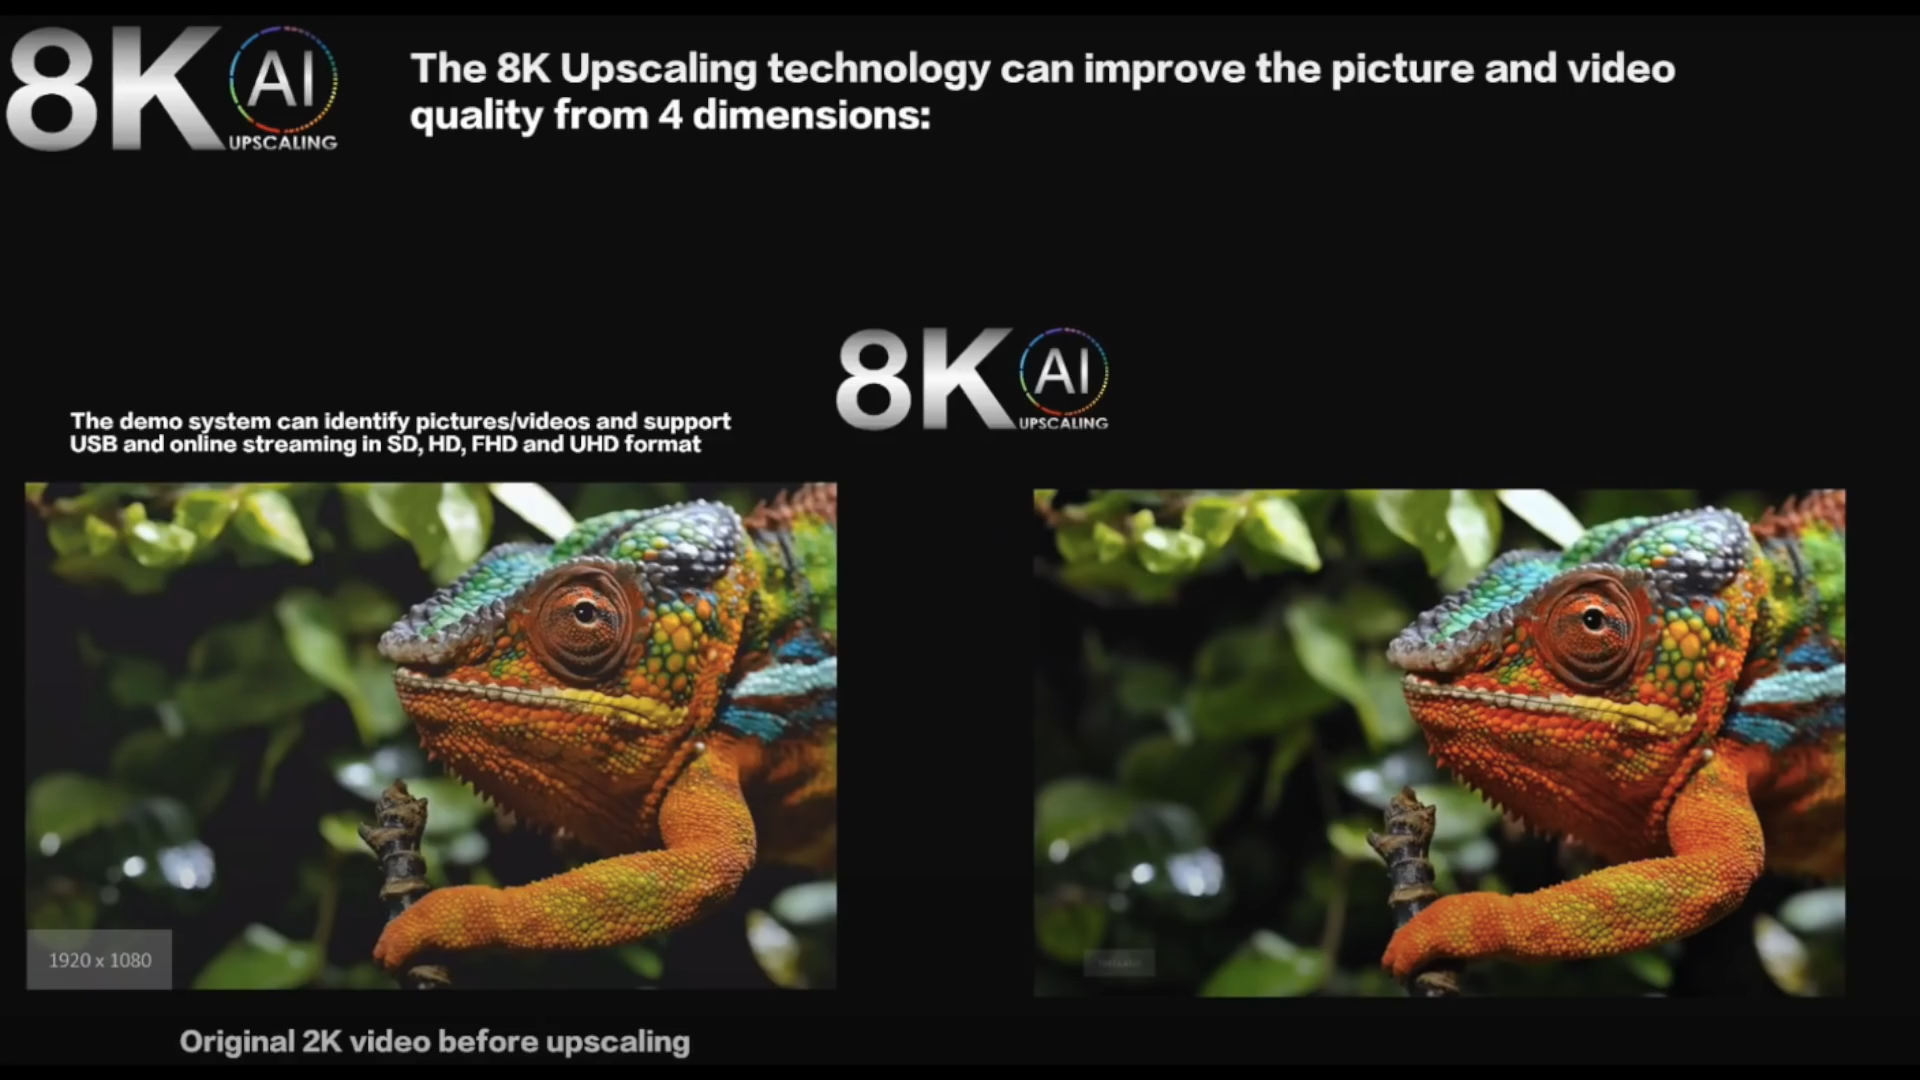 8K AI UPSCALING
The 8K Upscaling technology can improve the picture and video
quality from 4 dimensions:
8K AI UPSCALING
The demo system can identify pictures/videos and support
USB and online streaming in SD, HD, FHD and UHD format
1920 x 1080
Original 2K video before upscaling